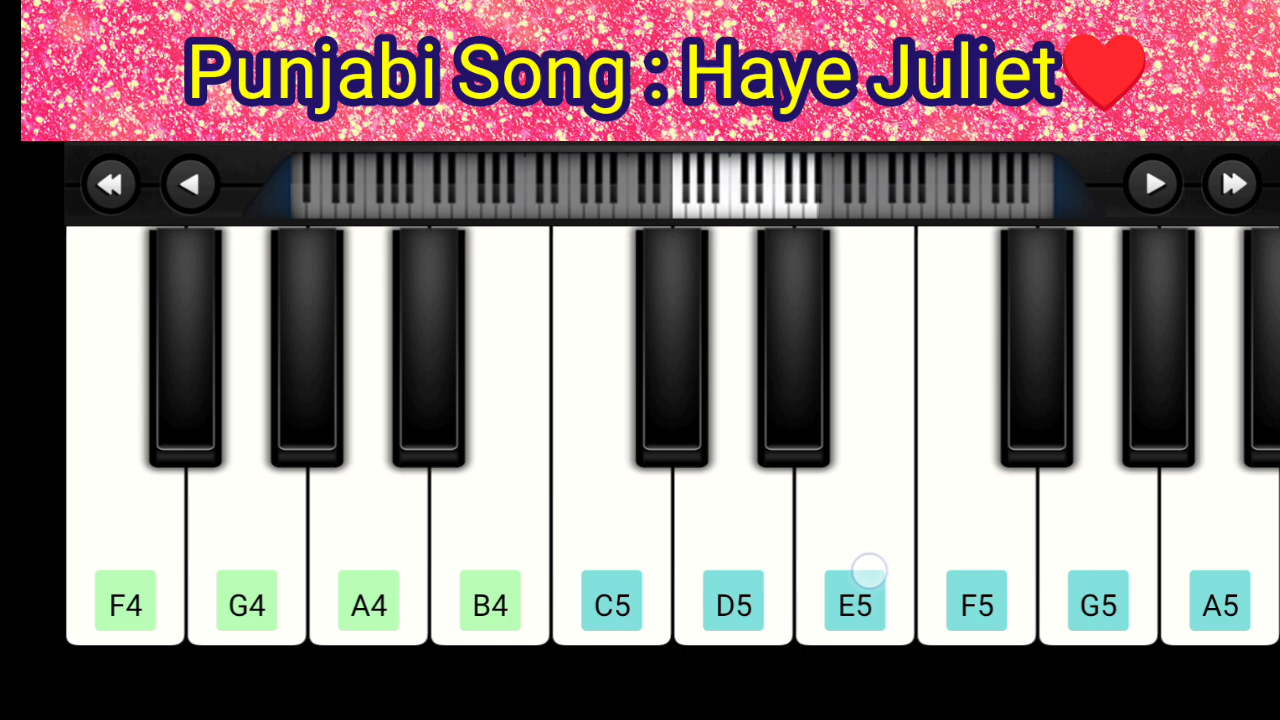 Punjabi Song : Haye Juliet❤
F4 G4 A4 B4 C5 D5 E5 F5 G5 A5